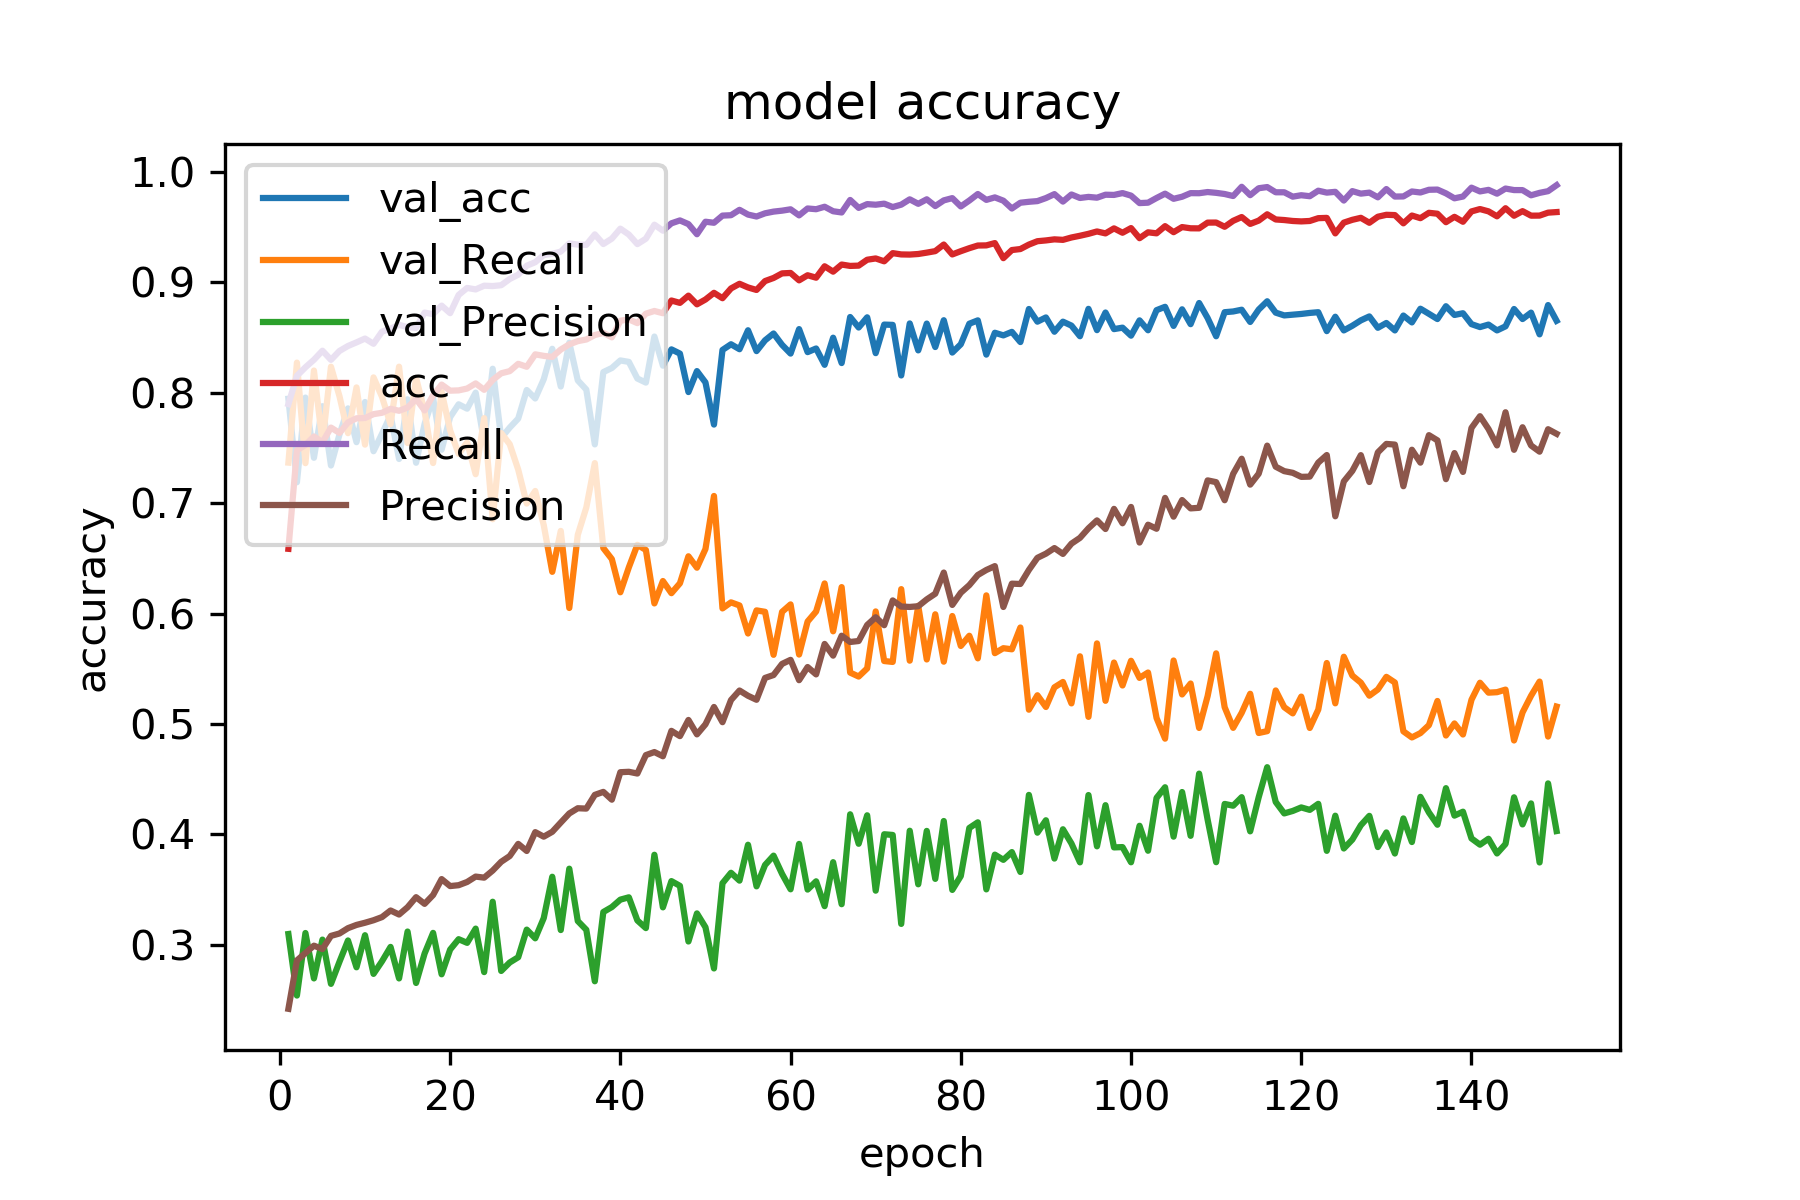 model accuracy
accuracy
1.0
0.9
0.8
0.7
0.6
0.5
0.4
0.3
val_acc
val_Recall
val_Precision
acc
Recall
Precision
0 20 40 60 80 100 120 140
epoch